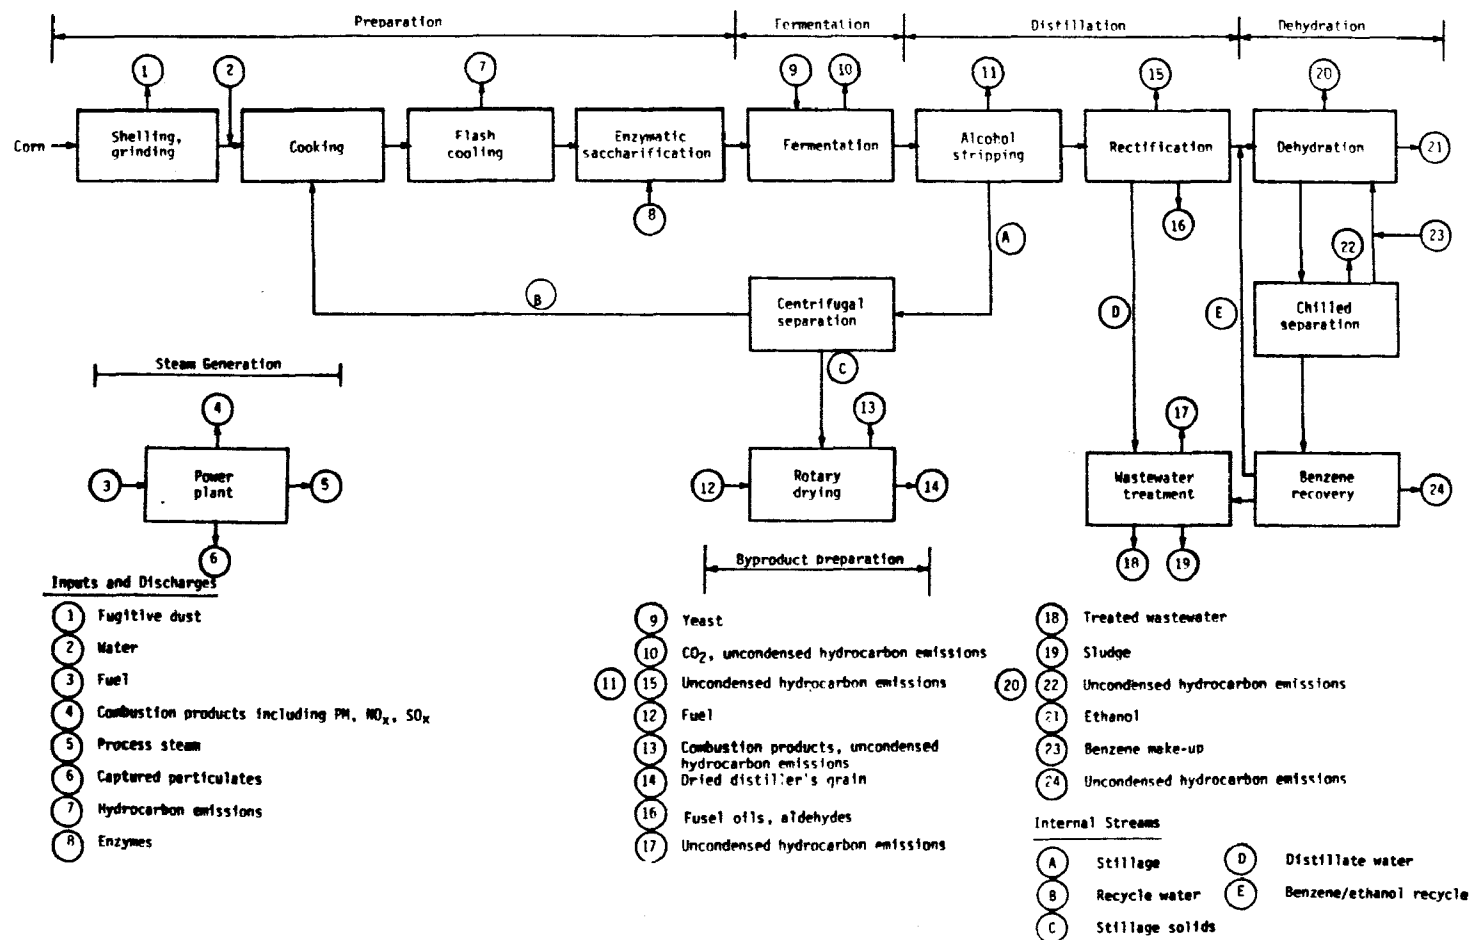 Preparation
Fermentation
Distillation
Dehydration
1
2
7
9
10
11
15
20
Corn
Shelling,
grinding
Cooking
Flash
cooling
Enzymatic
saccharification
Fermentation
Alcohol
stripping
Rectification
Dehydration
21
8
16
A
22
23
B
Centrifugal
separation
D
E
Chilled
separation
C
Steam Generation
4
13
17
3
Power
plant
5
12
Rotary
drying
14
Wastewater
treatment
Benzene
recovery
24
6
18
19
Byproduct preparation
Inputs and Discharges
1 Fugitive dust
2 Water
3 Fuel
4 Combustion products including PM, NOx, SOx
5 Process steam
6 Captured particulates
7 Hydrocarbon emissions
8 Enzymes
9 Yeast
10 CO2, uncondensed hydrocarbon emissions
11 15 Uncondensed hydrocarbon emissions
12 Fuel
13 Combustion products, uncondensed
hydrocarbon emissions
14 Dried distiller's grain
16 Fusel oils, aldehydes
17 Uncondensed hydrocarbon emissions
18 Treated wastewater
19 Sludge
20 22 Uncondensed hydrocarbon emissions
21 Ethanol
23 Benzene make-up
24 Uncondensed hydrocarbon emissions
Internal Streams
A Stillage
B Recycle water
C Stillage solids
D Distillate water
E Benzene/ethanol recycle